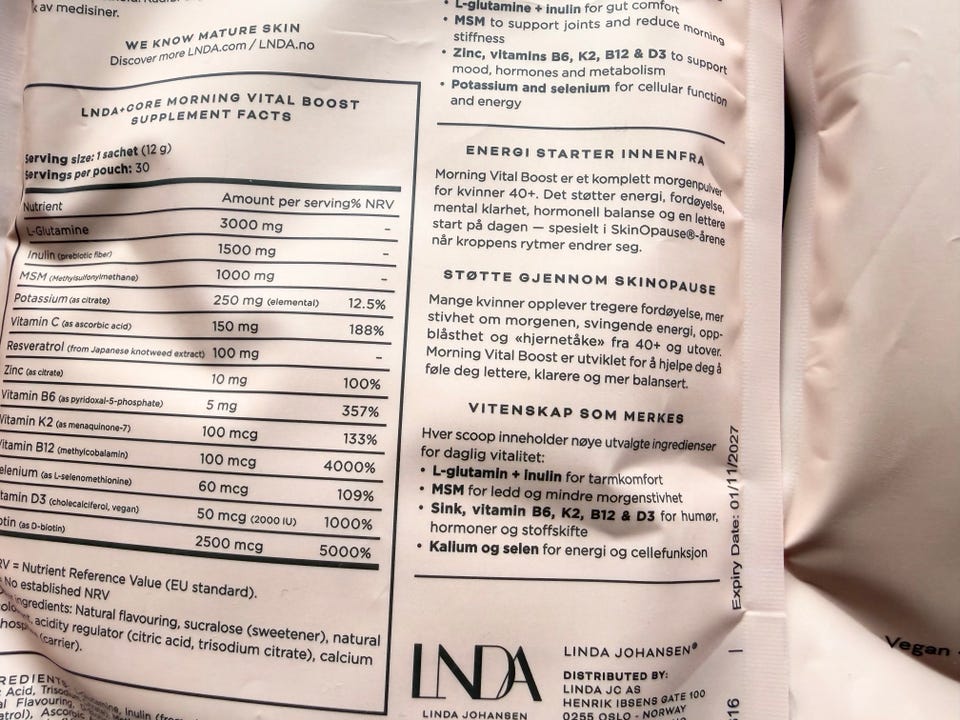 k av medisiner.
WE KNOW MATURE SKIN
Discover more LNDA.com / LNDA.no
LNDA+CORE MORNING VITAL BOOST
SUPPLEMENT FACTS
Serving size: 1 sachet (12 g)
Servings per pouch: 30
Nutrient Amount per serving % NRV
L-Glutamine 3000 mg –
Inulin (prebiotic fiber) 1500 mg –
MSM (Methylsulfonylmethane) 1000 mg –
Potassium (as citrate) 250 mg (elemental) 12.5%
Vitamin C (as ascorbic acid) 150 mg 188%
Resveratrol (from Japanese knotweed extract) 100 mg –
Zinc (as citrate) 10 mg 100%
Vitamin B6 (as pyridoxal-5-phosphate) 5 mg 357%
Vitamin K2 (as menaquinone-7) 100 mcg 133%
Vitamin B12 (methylcobalamin) 100 mcg 4000%
elenium (as L-selenomethionine) 60 mcg 109%
tamin D3 (cholecalciferol, vegan) 50 mcg (2000 IU) 1000%
otin (as D-biotin) 2500 mcg 5000%
RV = Nutrient Reference Value (EU standard).
No established NRV
ingredients: Natural flavouring, sucralose (sweetener), natural
acidity regulator (citric acid, trisodium citrate), calcium
(carrier).
L-glutamine + inulin for gut comfort
• MSM to support joints and reduce morning
stiffness
• Zinc, vitamins B6, K2, B12 & D3 to support
mood, hormones and metabolism
• Potassium and selenium for cellular function
and energy
ENERGI STARTER INNENFRA
Morning Vital Boost er et komplett morgenpulver
for kvinner 40+. Det støtter energi, fordøyelse,
mental klarhet, hormonell balanse og en lettere
start på dagen – spesielt i SkinOpause®-årene
når kroppens rytmer endrer seg.
STØTTE GJENNOM SKINOPAUSE
Mange kvinner opplever tregere fordøyelse, mer
stivhet om morgenen, svingende energi, opp-
blåsthet og «hjernetåke» fra 40+ og utover.
Morning Vital Boost er utviklet for å hjelpe deg å
føle deg lettere, klarere og mer balansert.
VITENSKAP SOM MERKES
Hver scoop inneholder nøye utvalgte ingredienser
for daglig vitalitet:
• L-glutamin + inulin for tarmkomfort
• MSM for ledd og mindre morgenstivhet
• Sink, vitamin B6, K2, B12 & D3 for humør,
hormoner og stoffskifte
• Kalium og selen for energi og cellefunksjon
LNDA
LINDA JOHANSEN
LINDA JOHANSEN®
DISTRIBUTED BY:
LINDA JC AS
HENRIK IBSENS GATE 100
0255 OSLO - NORWAY
Expiry Date: 01/11/2027
Vegan